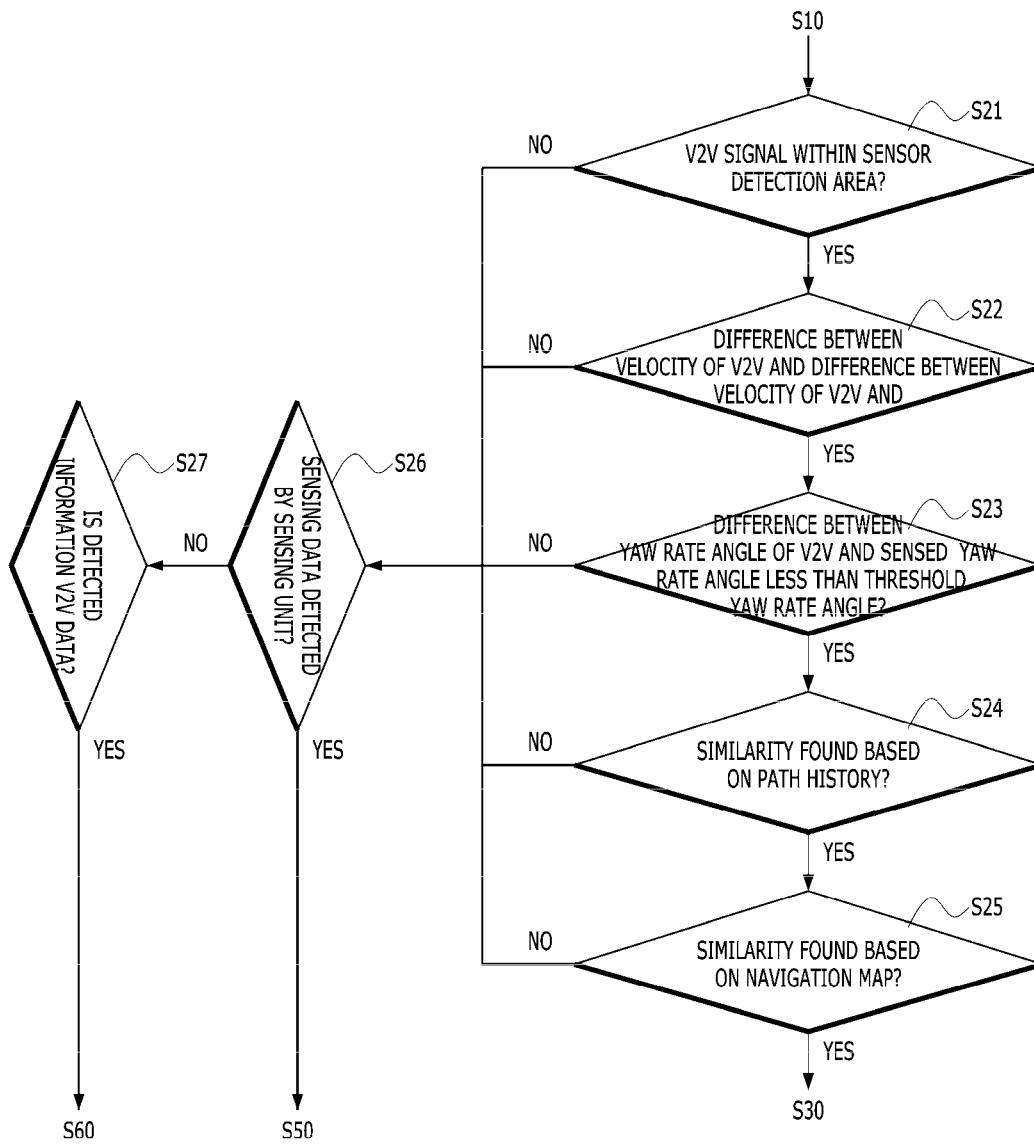 S10
S21
NO
V2V SIGNAL WITHIN SENSOR
DETECTION AREA?
YES
S22
NO
DIFFERENCE BETWEEN
VELOCITY OF V2V AND DIFFERENCE BETWEEN
VELOCITY OF V2V AND
YES
S27
IS DETECTED
INFORMATION V2V DATA?
NO
S26
SENSING DATA DETECTED
BY SENSING UNIT?
S23
NO
DIFFERENCE BETWEEN
YAW RATE ANGLE OF V2V AND SENSED YAW
RATE ANGLE LESS THAN THRESHOLD
YAW RATE ANGLE?
YES
YES
YES
S24
NO
SIMILARITY FOUND BASED
ON PATH HISTORY?
YES
S25
NO
SIMILARITY FOUND BASED
ON NAVIGATION MAP?
YES
S60
S50
S30